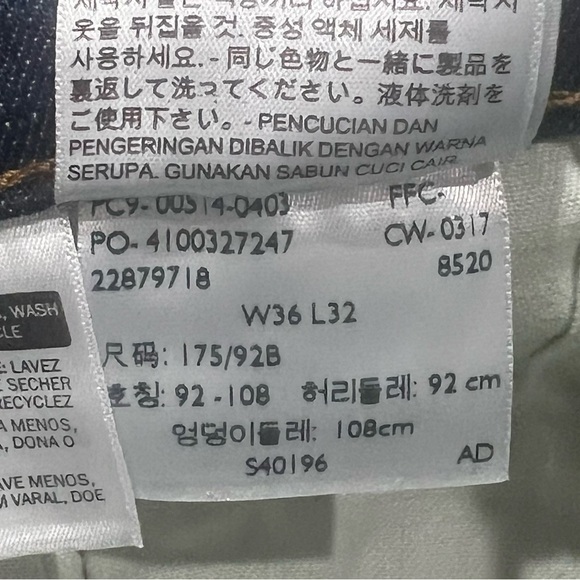 옷을 뒤집을 것. 중성 액체 세제를
사용하세요. - 同じ色物と一緒に製品を
裏返して洗ってください。液体洗剤を
ご使用下さい。- PENCUCIAN DAN
PENGERINGAN DIBALIK DENGAN WARNA
SERUPA. GUNAKAN SABUN CUCI CAIR
PC9- 00514-0403 FFC-
PO- 4100327247 CW- 0317
22879718 8520
W36 L32
尺码: 175/92B
호칭: 92 -108 허리둘레: 92 cm
엉덩이둘레: 108cm
S40196 AD
, WASH
CLE
: LAVEZ
SECHER
RECYCLEZ
A MENOS,
, DONA O
AVE MENOS,
M VARAL, DOE